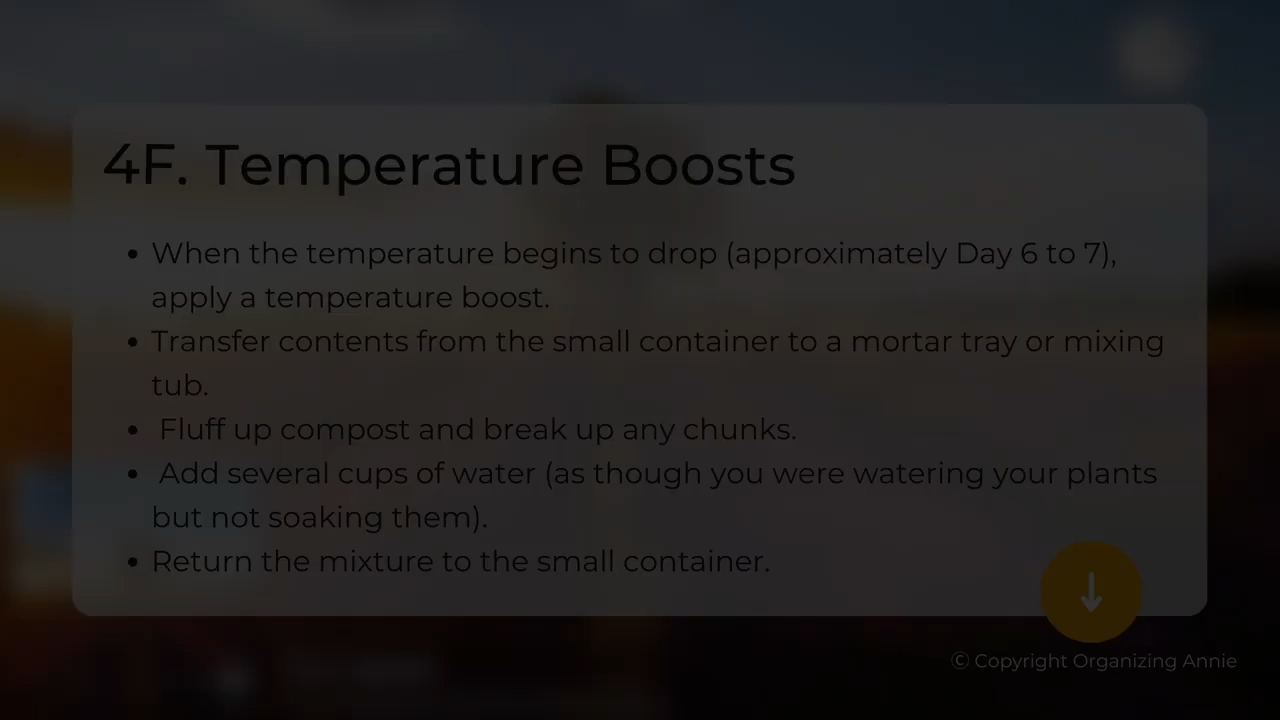 4F. Temperature Boosts
• When the temperature begins to drop (approximately Day 6 to 7),
apply a temperature boost.
• Transfer contents from the small container to a mortar tray or mixing
tub.
• Fluff up compost and break up any chunks.
• Add several cups of water (as though you were watering your plants
but not soaking them).
• Return the mixture to the small container.
© Copyright Organizing Annie